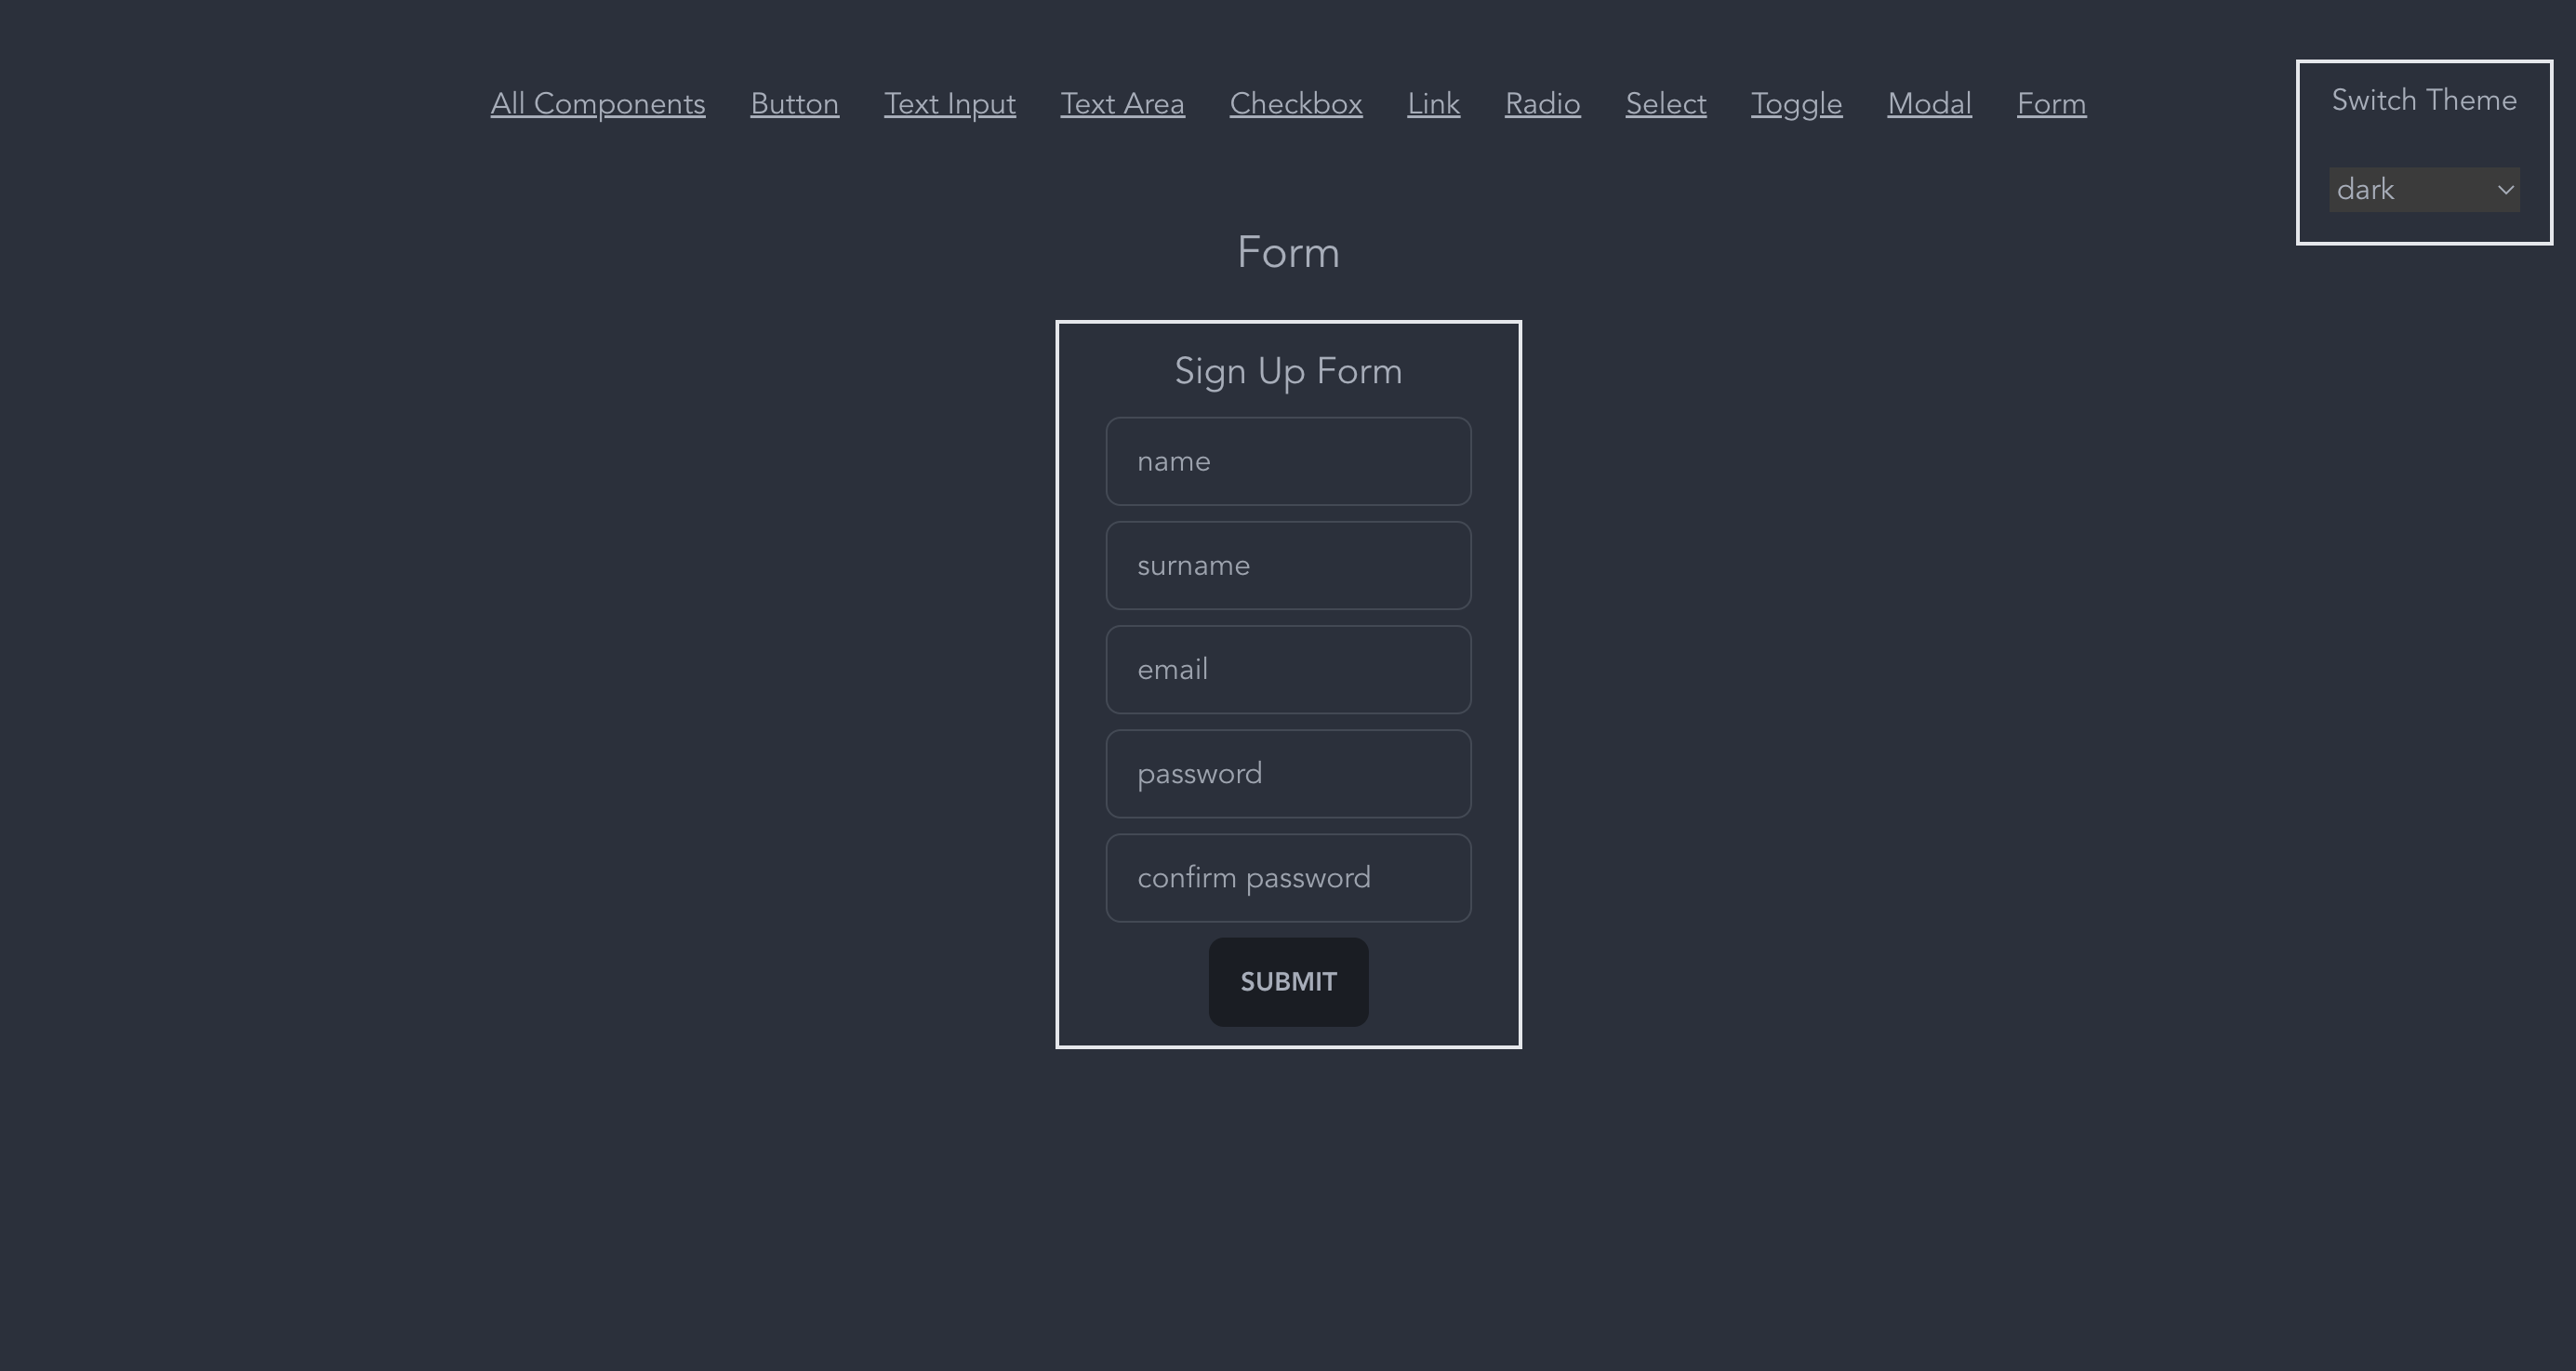 All Components Button Text Input Text Area Checkbox Link Radio Select Toggle Modal Form
Switch Theme
dark
Form
Sign Up Form
name
surname
email
password
confirm password
SUBMIT